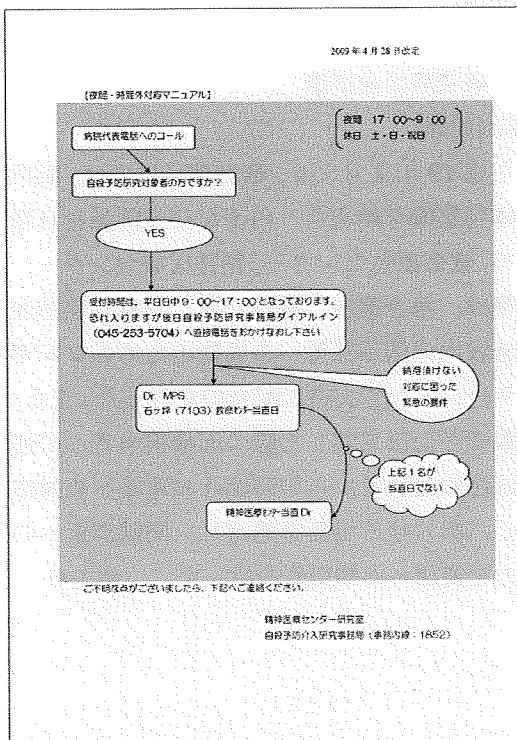 2009年4月28日改定
【夜間・時間外対応マニュアル】
夜間 17:00~9:00
休日 土・日・祝日
病院代表電話へのコール
自殺予防研究対象者の方ですか?
YES
受付時間は、平日日中9:00~17:00となっております。
恐れ入りますが後日自殺予防研究事務局ダイアルイン
(045-253-5704)へ直接電話をおかけなおし下さい
納得頂けない
対応に困った
緊急の要件
Dr MPS
石ヶ坪(7103)救命センター当直日
上記1名が
当直日でない
精神医療センター当直Dr
ご不明な点がございましたら、下記へご連絡ください。
精神医療センター研究室
自殺予防介入研究事務局(事務内線:1852)